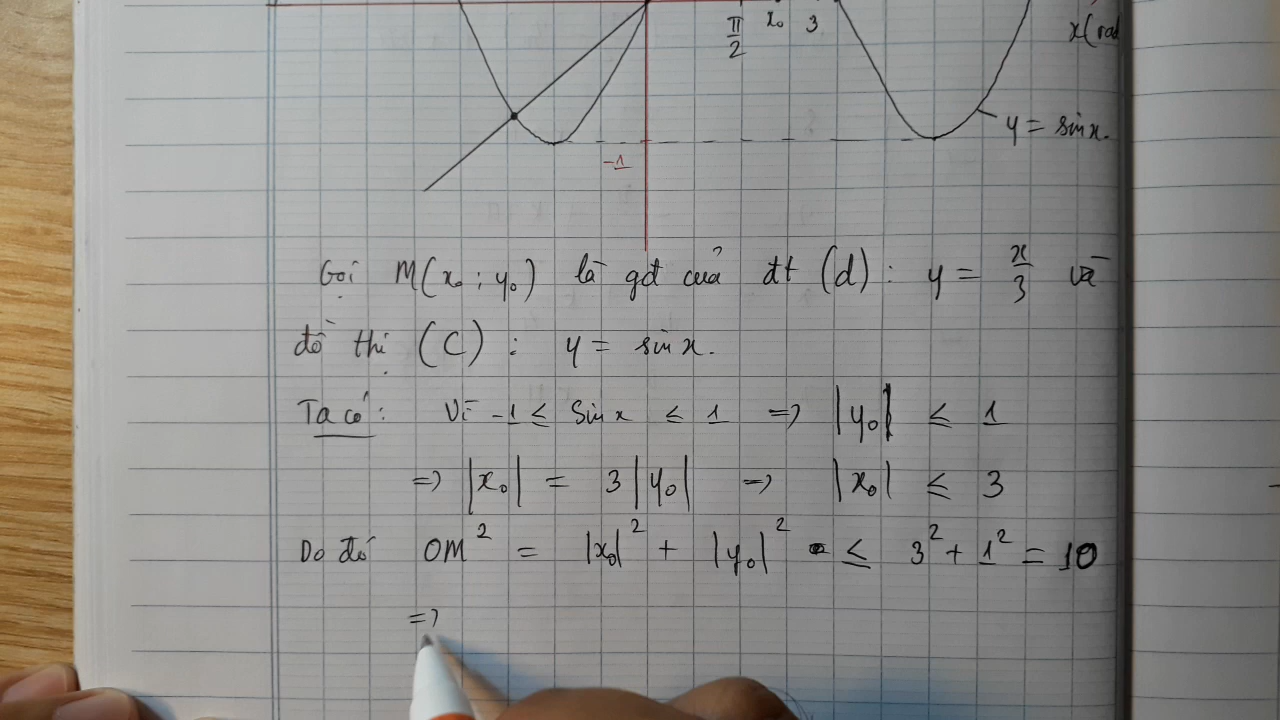 π/2 x₀ 3
x(rad
y = sin x.
-1
Gọi M(x₀ ; y₀) là gđ của đt (d) : y = x/3 và
đồ thị (C) : y = sin x.
Ta có : Vì -1 ≤ Sin x ≤ 1 => |y₀| ≤ 1
=> |x₀| = 3|y₀| => |x₀| ≤ 3
Do đó OM² = |x₀|² + |y₀|² ≤ 3² + 1² = 10
=>